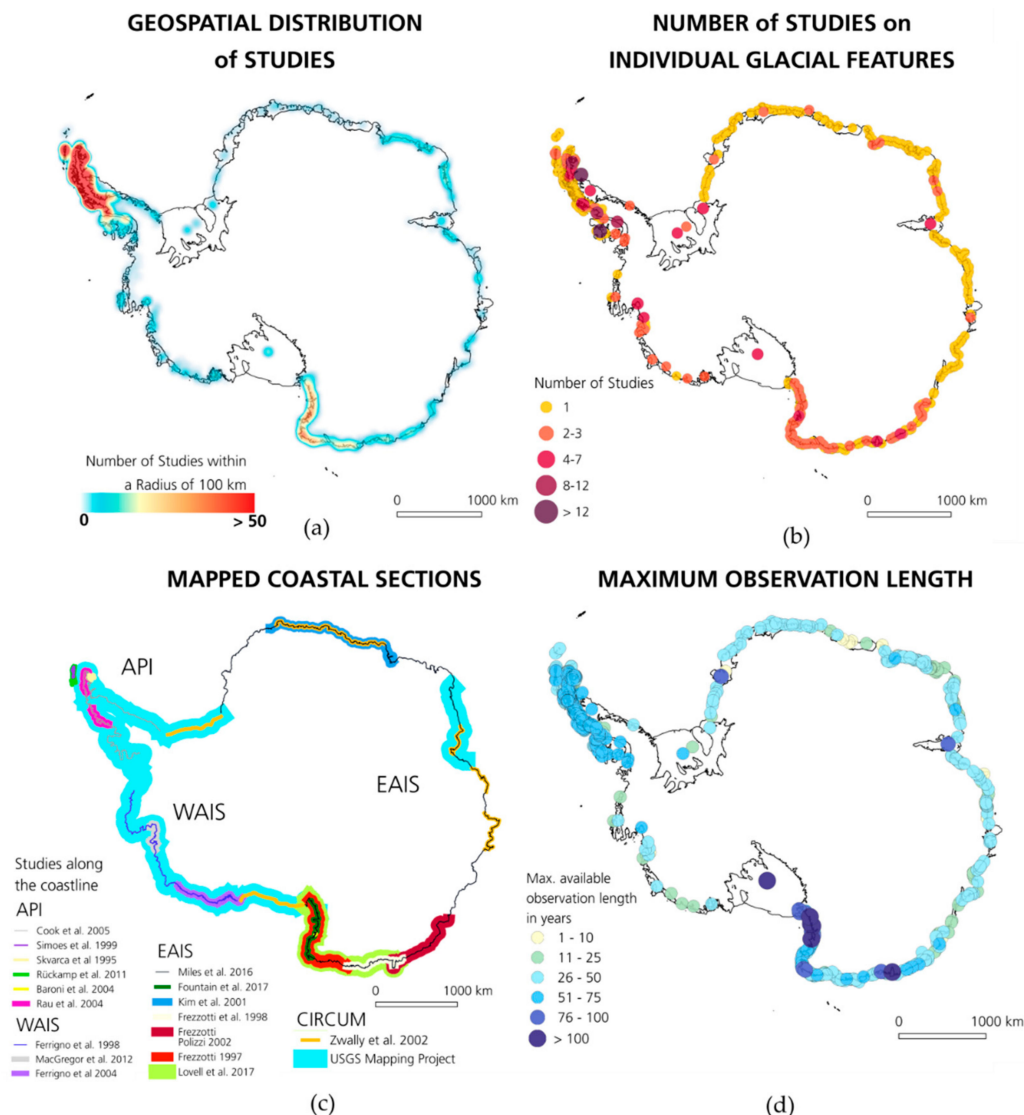 GEOSPATIAL DISTRIBUTION
of STUDIES
Number of Studies within
a Radius of 100 km
0
> 50
0
1000 km
(a)
NUMBER of STUDIES on
INDIVIDUAL GLACIAL FEATURES
Number of Studies
1
2-3
4-7
8-12
> 12
0
1000 km
(b)
MAPPED COASTAL SECTIONS
API
WAIS
EAIS
Studies along
the coastline
API
Cook et al. 2005
Simoes et al. 1999
Skvarca et al 1995
Rückamp et al. 2011
Baroni et al. 2004
Rau et al. 2004
WAIS
Ferrigno et al. 1998
MacGregor et al. 2012
Ferrigno et al 2004
EAIS
Miles et al. 2016
Fountain et al. 2017
Kim et al. 2001
Frezzotti et al. 1998
Frezzotti
Polizzi 2002
Frezzotti 1997
Lovell et al. 2017
0
1000 km
CIRCUM
Zwally et al. 2002
USGS Mapping Project
(c)
MAXIMUM OBSERVATION LENGTH
Max. available
observation length
in years
1 - 10
11 - 25
26 - 50
51 - 75
76 - 100
> 100
0
1000 km
(d)